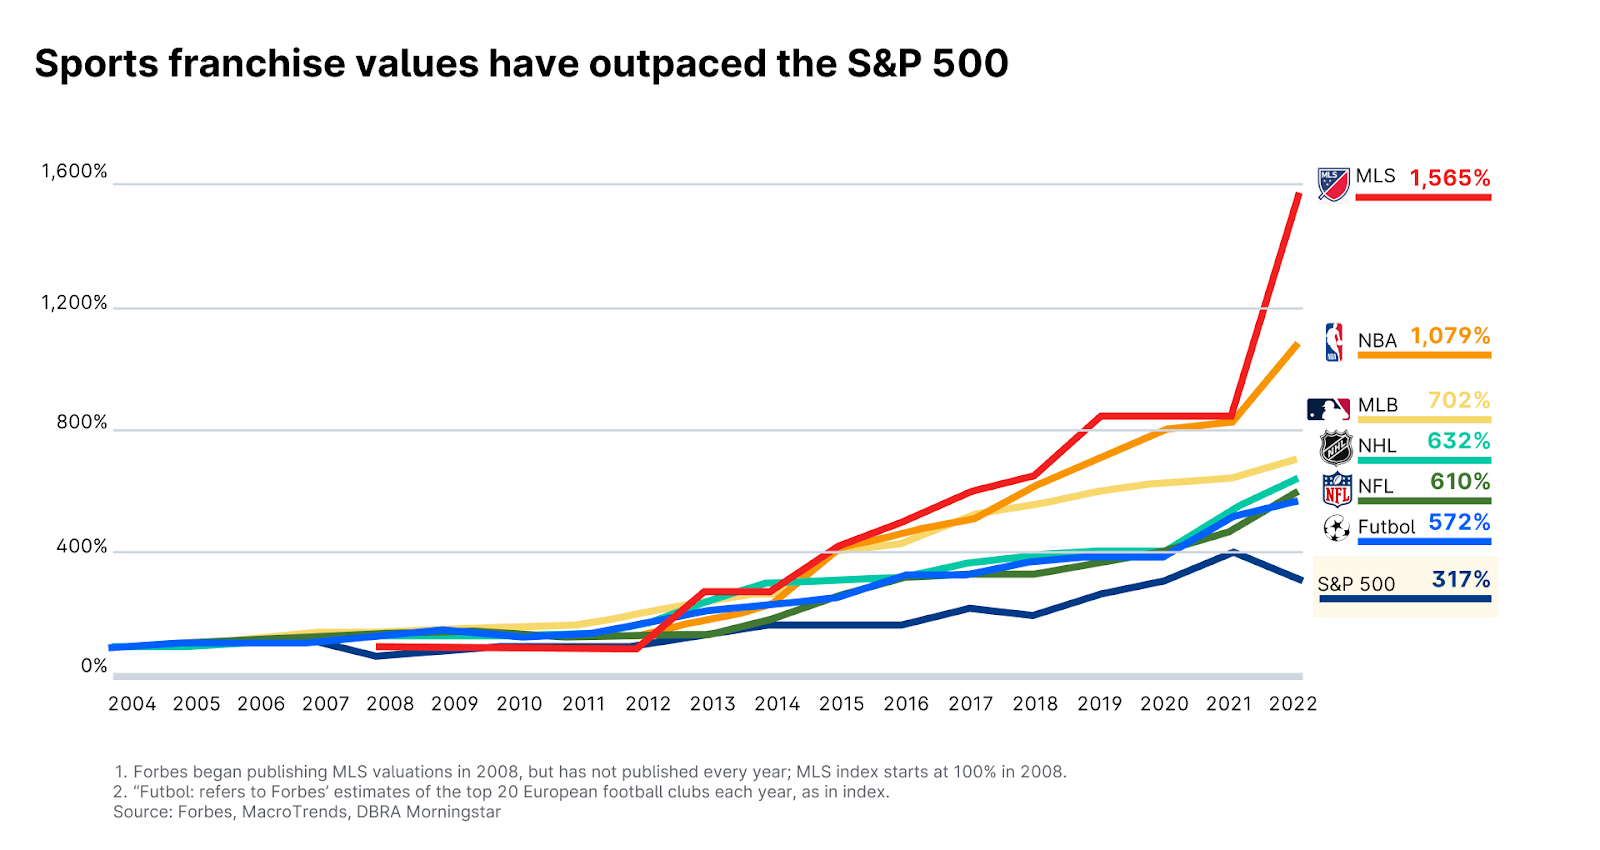 Sports franchise values have outpaced the S&P 500
1,600%
1,200%
800%
400%
0%
MLS 1,565%
NBA 1,079%
MLB 702%
NHL 632%
NFL 610%
Futbol 572%
S&P 500 317%
MLS
NBA
NHL
NFL
2004 2005 2006 2007 2008 2009 2010 2011 2012 2013 2014 2015 2016 2017 2018 2019 2020 2021 2022
1. Forbes began publishing MLS valuations in 2008, but has not published every year; MLS index starts at 100% in 2008.
2. “Futbol: refers to Forbes’ estimates of the top 20 European football clubs each year, as in index.
Source: Forbes, MacroTrends, DBRA Morningstar